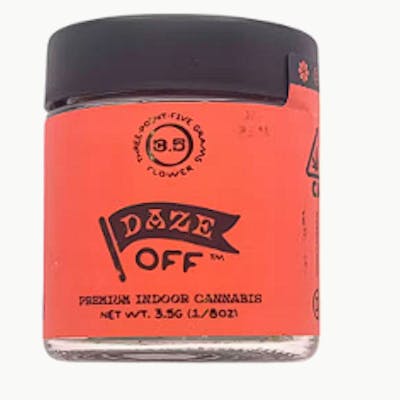 THREE-POINT-FIVE GRAMS
3.5
FLOWER
DAZE
OFF™
PREMIUM INDOOR CANNABIS
NET WT. 3.5G (1/8OZ)